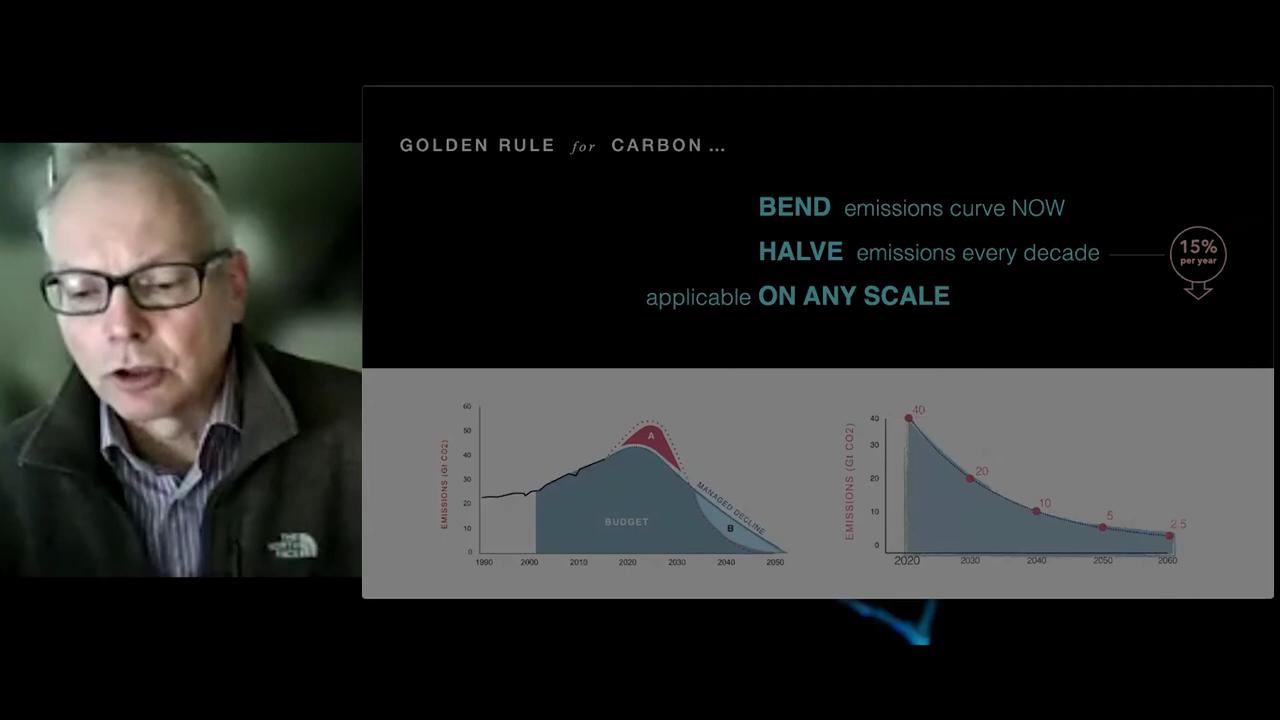 GOLDEN RULE for CARBON ...
BEND emissions curve NOW
HALVE emissions every decade
15%
per year
applicable ON ANY SCALE
EMISSIONS (Gt CO2)
60
50
40
30
20
10
0
A
B
BUDGET
MANAGED DECLINE
1990 2000 2010 2020 2030 2040 2050
EMISSIONS (Gt CO2)
40
30
20
10
0
40
20
10
5
2.5
2020 2030 2040 2050 2060
THE
NORTH
FACE